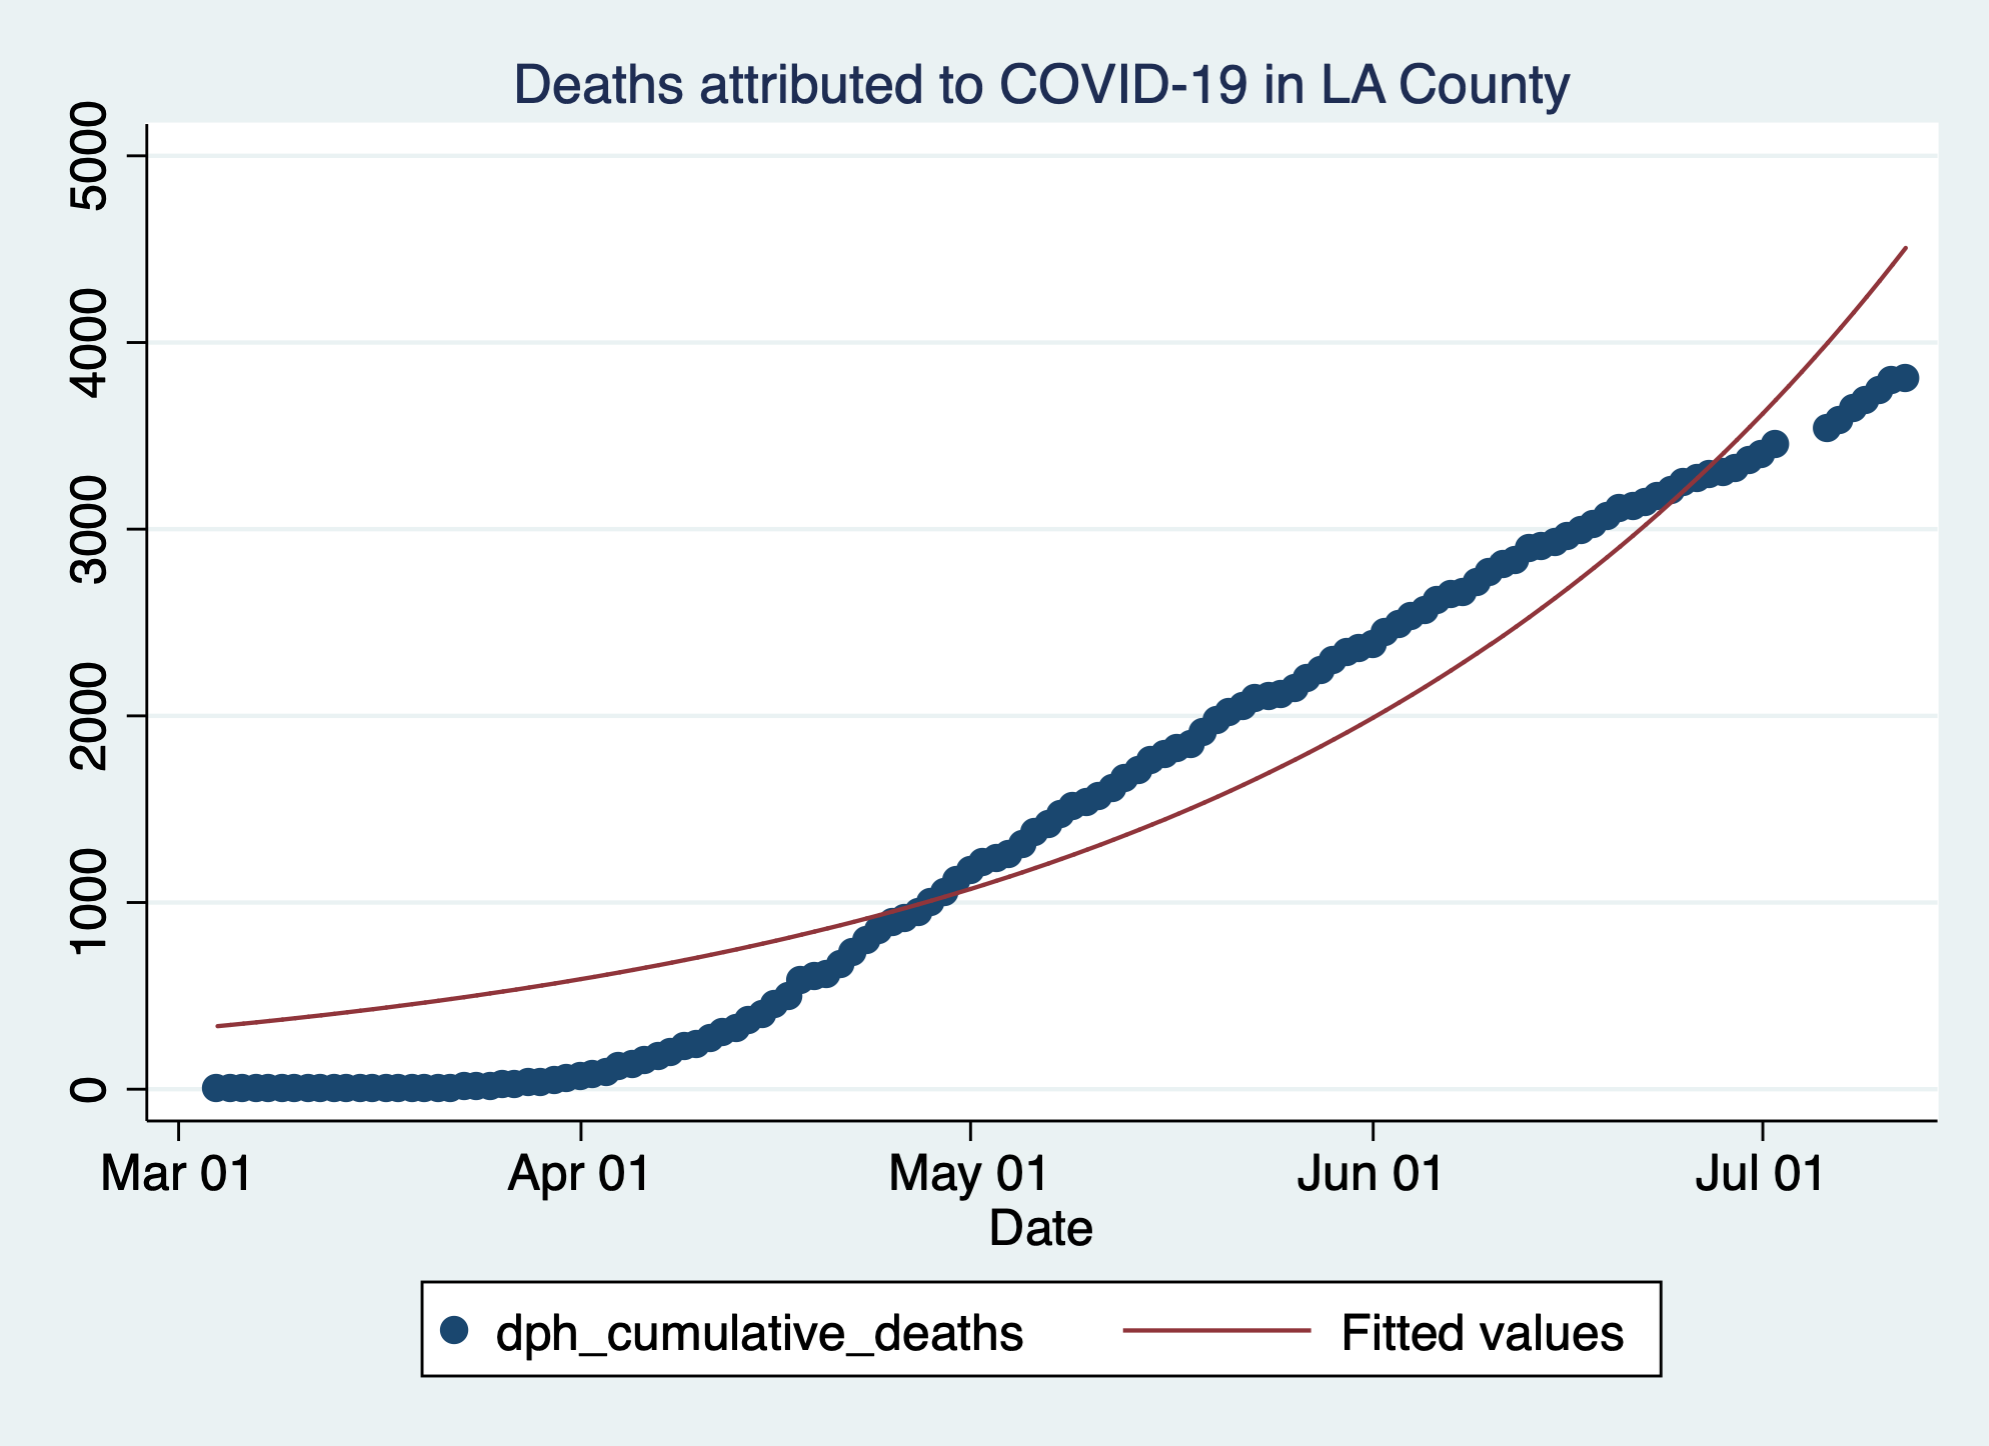 Deaths attributed to COVID-19 in LA County
5000
4000
3000
2000
1000
0
Mar 01 Apr 01 May 01 Jun 01 Jul 01
Date
dph_cumulative_deaths Fitted values